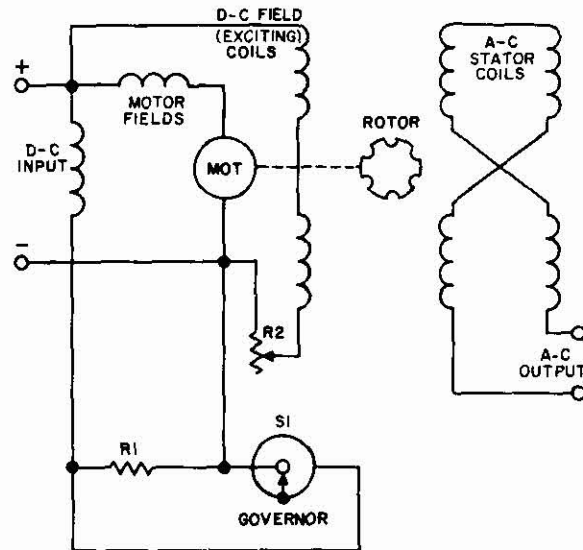 D-C FIELD
(EXCITING)
COILS
A-C
STATOR
COILS
+
MOTOR
FIELDS
ROTOR
D-C
INPUT
MOT
−
R2
A-C
OUTPUT
S1
R1
GOVERNOR